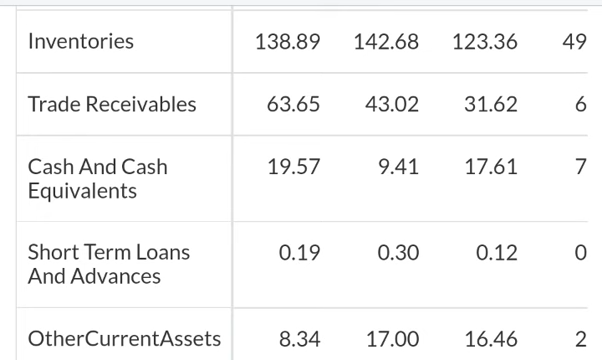 Inventories 138.89 142.68 123.36 49
Trade Receivables 63.65 43.02 31.62 6
Cash And Cash 19.57 9.41 17.61 7
Equivalents
Short Term Loans 0.19 0.30 0.12 0
And Advances
OtherCurrentAssets 8.34 17.00 16.46 2